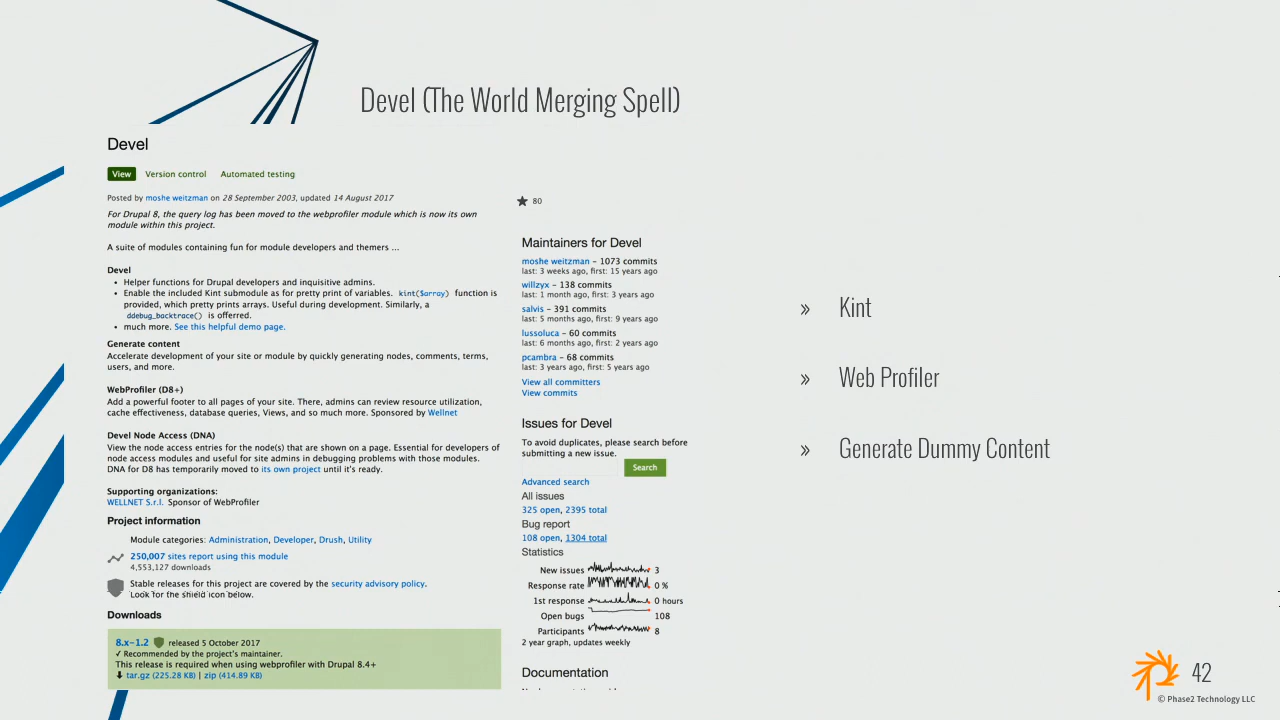 Devel (The World Merging Spell)
Devel
View Version control Automated testing
Posted by moshe weitzman on 28 September 2003, updated 14 August 2017
For Drupal 8, the query log has been moved to the webprofiler module which is now its own
module within this project.
A suite of modules containing fun for module developers and themers ...
Devel
• Helper functions for Drupal developers and inquisitive admins.
• Enable the included Kint submodule as for pretty print of variables. kint($array) function is
provided, which pretty prints arrays. Useful during development. Similarly, a
ddebug_backtrace() is offered.
• much more. See this helpful demo page.
Generate content
Accelerate development of your site or module by quickly generating nodes, comments, terms,
users, and more.
WebProfiler (D8+)
Add a powerful footer to all pages of your site. There, admins can review resource utilization,
cache effectiveness, database queries, Views, and so much more. Sponsored by Wellnet
Devel Node Access (DNA)
View the node access entries for the node(s) that are shown on a page. Essential for developers of
node access modules and useful for site admins in debugging problems with those modules.
DNA for D8 has temporarily moved to its own project until it's ready.
Supporting organizations:
WELLNET S.r.l. Sponsor of WebProfiler
Project information
Module categories: Administration, Developer, Drush, Utility
250,007 sites report using this module
4,553,127 downloads
Stable releases for this project are covered by the security advisory policy.
Look for the shield icon below.
Downloads
8.x-1.2 released 5 October 2017
✓ Recommended by the project's maintainer.
This release is required when using webprofiler with Drupal 8.4+
tar.gz (225.28 KB) | zip (414.89 KB)
80
Maintainers for Devel
moshe weitzman – 1073 commits
last: 3 weeks ago, first: 15 years ago
willzyx – 138 commits
last: 1 month ago, first: 3 years ago
salvis – 391 commits
last: 5 months ago, first: 9 years ago
lussoluca – 60 commits
last: 6 months ago, first: 2 years ago
pcambra – 68 commits
last: 3 years ago, first: 5 years ago
View all committers
View commits
Issues for Devel
To avoid duplicates, please search before
submitting a new issue.
Search
Advanced search
All issues
325 open, 2395 total
Bug report
108 open, 1304 total
Statistics
New issues 3
Response rate 0 %
1st response 0 hours
Open bugs 108
Participants 8
2 year graph, updates weekly
Documentation
» Kint
» Web Profiler
» Generate Dummy Content
42
© Phase2 Technology LLC